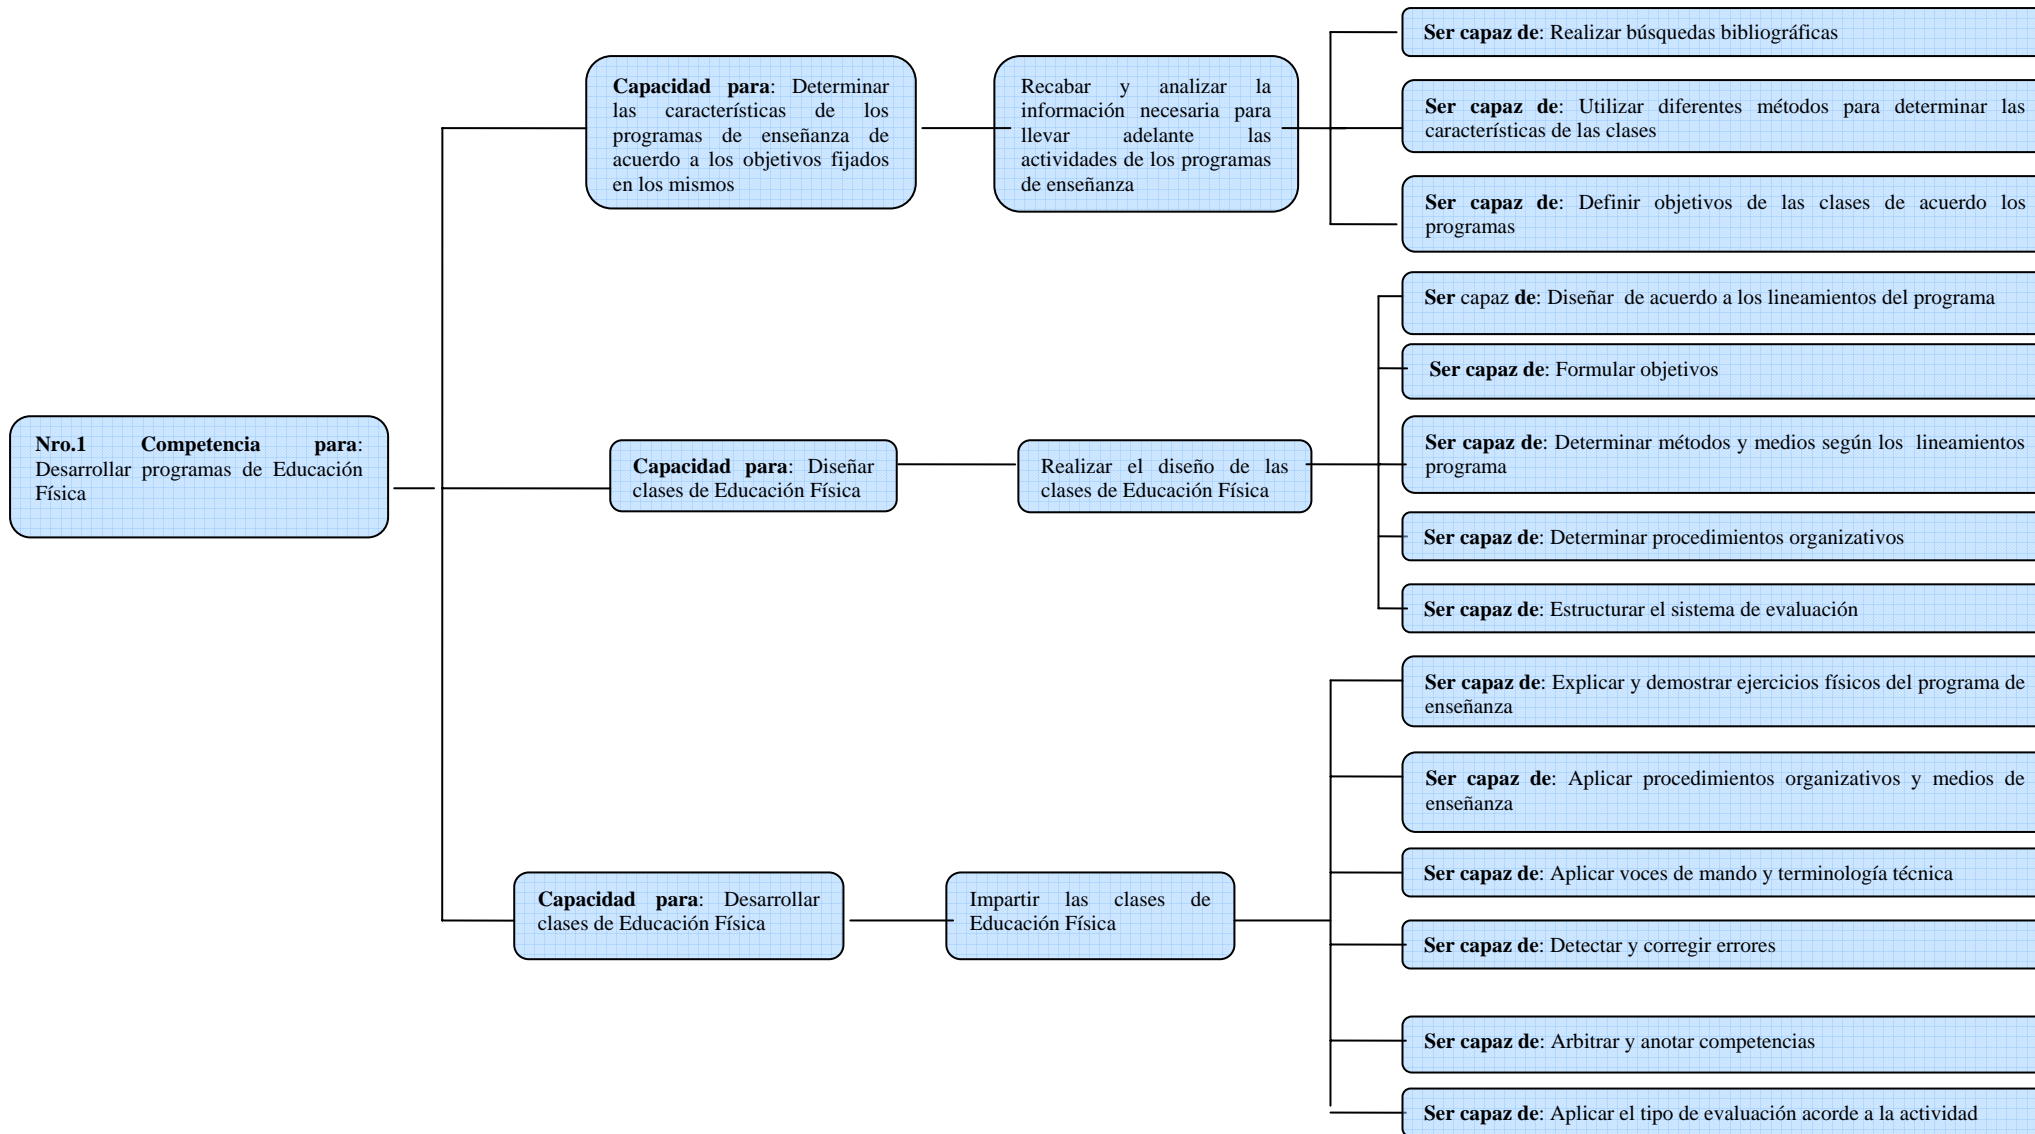 Nro.1 Competencia para:
Desarrollar programas de Educación
Física
Capacidad para: Determinar
las características de los
programas de enseñanza de
acuerdo a los objetivos fijados
en los mismos
Recabar y analizar la
información necesaria para
llevar adelante las
actividades de los programas
de enseñanza
Ser capaz de: Realizar búsquedas bibliográficas
Ser capaz de: Utilizar diferentes métodos para determinar las
características de las clases
Ser capaz de: Definir objetivos de las clases de acuerdo los
programas
Capacidad para: Diseñar
clases de Educación Física
Realizar el diseño de las
clases de Educación Física
Ser capaz de: Diseñar de acuerdo a los lineamientos del programa
Ser capaz de: Formular objetivos
Ser capaz de: Determinar métodos y medios según los lineamientos
programa
Ser capaz de: Determinar procedimientos organizativos
Ser capaz de: Estructurar el sistema de evaluación
Capacidad para: Desarrollar
clases de Educación Física
Impartir las clases de
Educación Física
Ser capaz de: Explicar y demostrar ejercicios físicos del programa de
enseñanza
Ser capaz de: Aplicar procedimientos organizativos y medios de
enseñanza
Ser capaz de: Aplicar voces de mando y terminología técnica
Ser capaz de: Detectar y corregir errores
Ser capaz de: Arbitrar y anotar competencias
Ser capaz de: Aplicar el tipo de evaluación acorde a la actividad